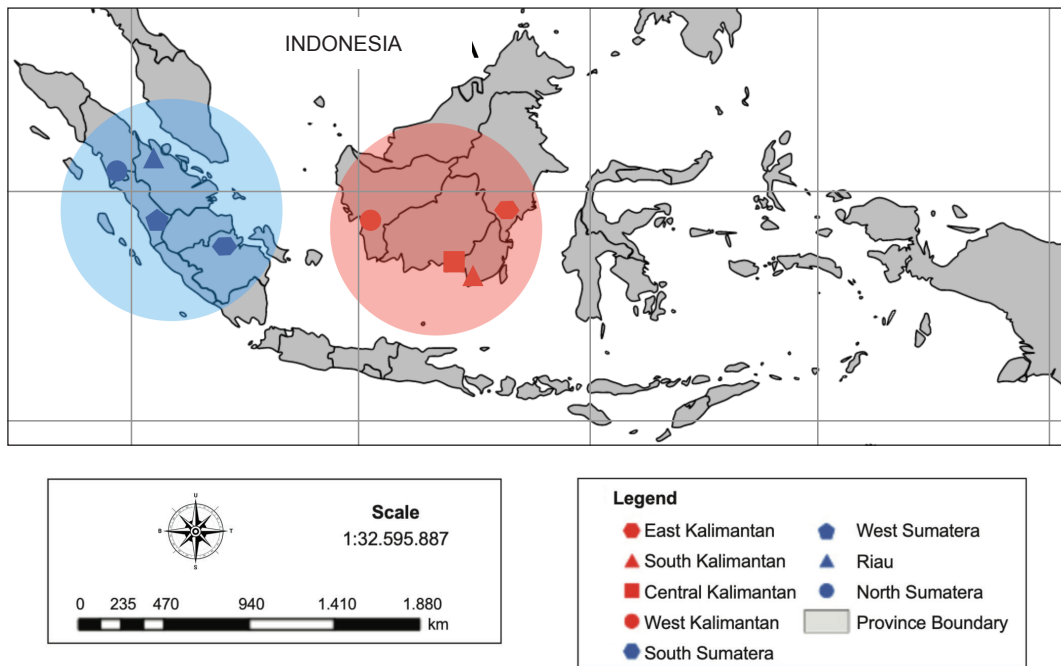 INDONESIA
U
B T
S
Scale
1:32.595.887
0 235 470 940 1.410 1.880
km
Legend
East Kalimantan
South Kalimantan
Central Kalimantan
West Kalimantan
South Sumatera
West Sumatera
Riau
North Sumatera
Province Boundary